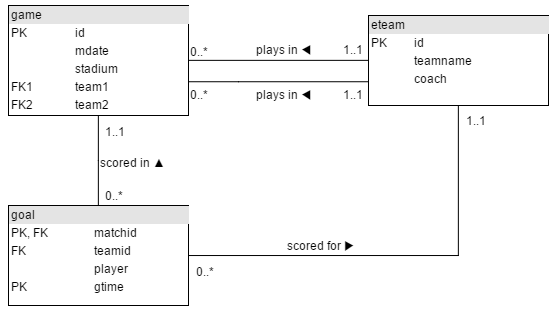 game
PK id
mdate
stadium
FK1 team1
FK2 team2
eteam
PK id
teamname
coach
0..* plays in ◀ 1..1
0..* plays in ◀ 1..1
1..1
scored in ▲
0..*
1..1
goal
PK, FK matchid
FK teamid
player
PK gtime
scored for ▶
0..*